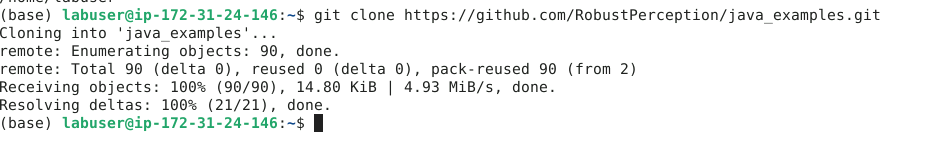 (base) labuser@ip-172-31-24-146:~$ git clone https://github.com/RobustPerception/java_examples.git
Cloning into 'java_examples'...
remote: Enumerating objects: 90, done.
remote: Total 90 (delta 0), reused 0 (delta 0), pack-reused 90 (from 2)
Receiving objects: 100% (90/90), 14.80 KiB | 4.93 MiB/s, done.
Resolving deltas: 100% (21/21), done.
(base) labuser@ip-172-31-24-146:~$